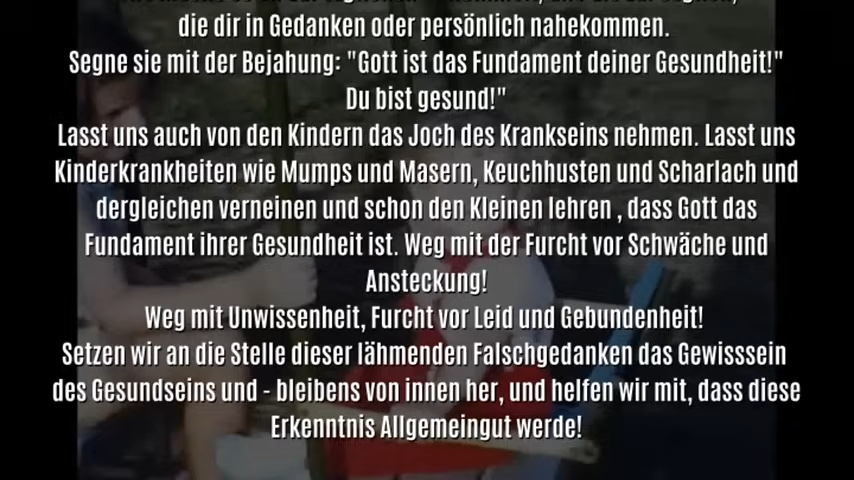 die dir in Gedanken oder persönlich nahekommen.
Segne sie mit der Bejahung: "Gott ist das Fundament deiner Gesundheit!"
Du bist gesund!"
Lasst uns auch von den Kindern das Joch des Krankseins nehmen. Lasst uns
Kinderkrankheiten wie Mumps und Masern, Keuchhusten und Scharlach und
dergleichen verneinen und schon den Kleinen lehren , dass Gott das
Fundament ihrer Gesundheit ist. Weg mit der Furcht vor Schwäche und
Ansteckung!
Weg mit Unwissenheit, Furcht vor Leid und Gebundenheit!
Setzen wir an die Stelle dieser lähmenden Falschgedanken das Gewisssein
des Gesundseins und - bleibens von innen her, und helfen wir mit, dass diese
Erkenntnis Allgemeingut werde!